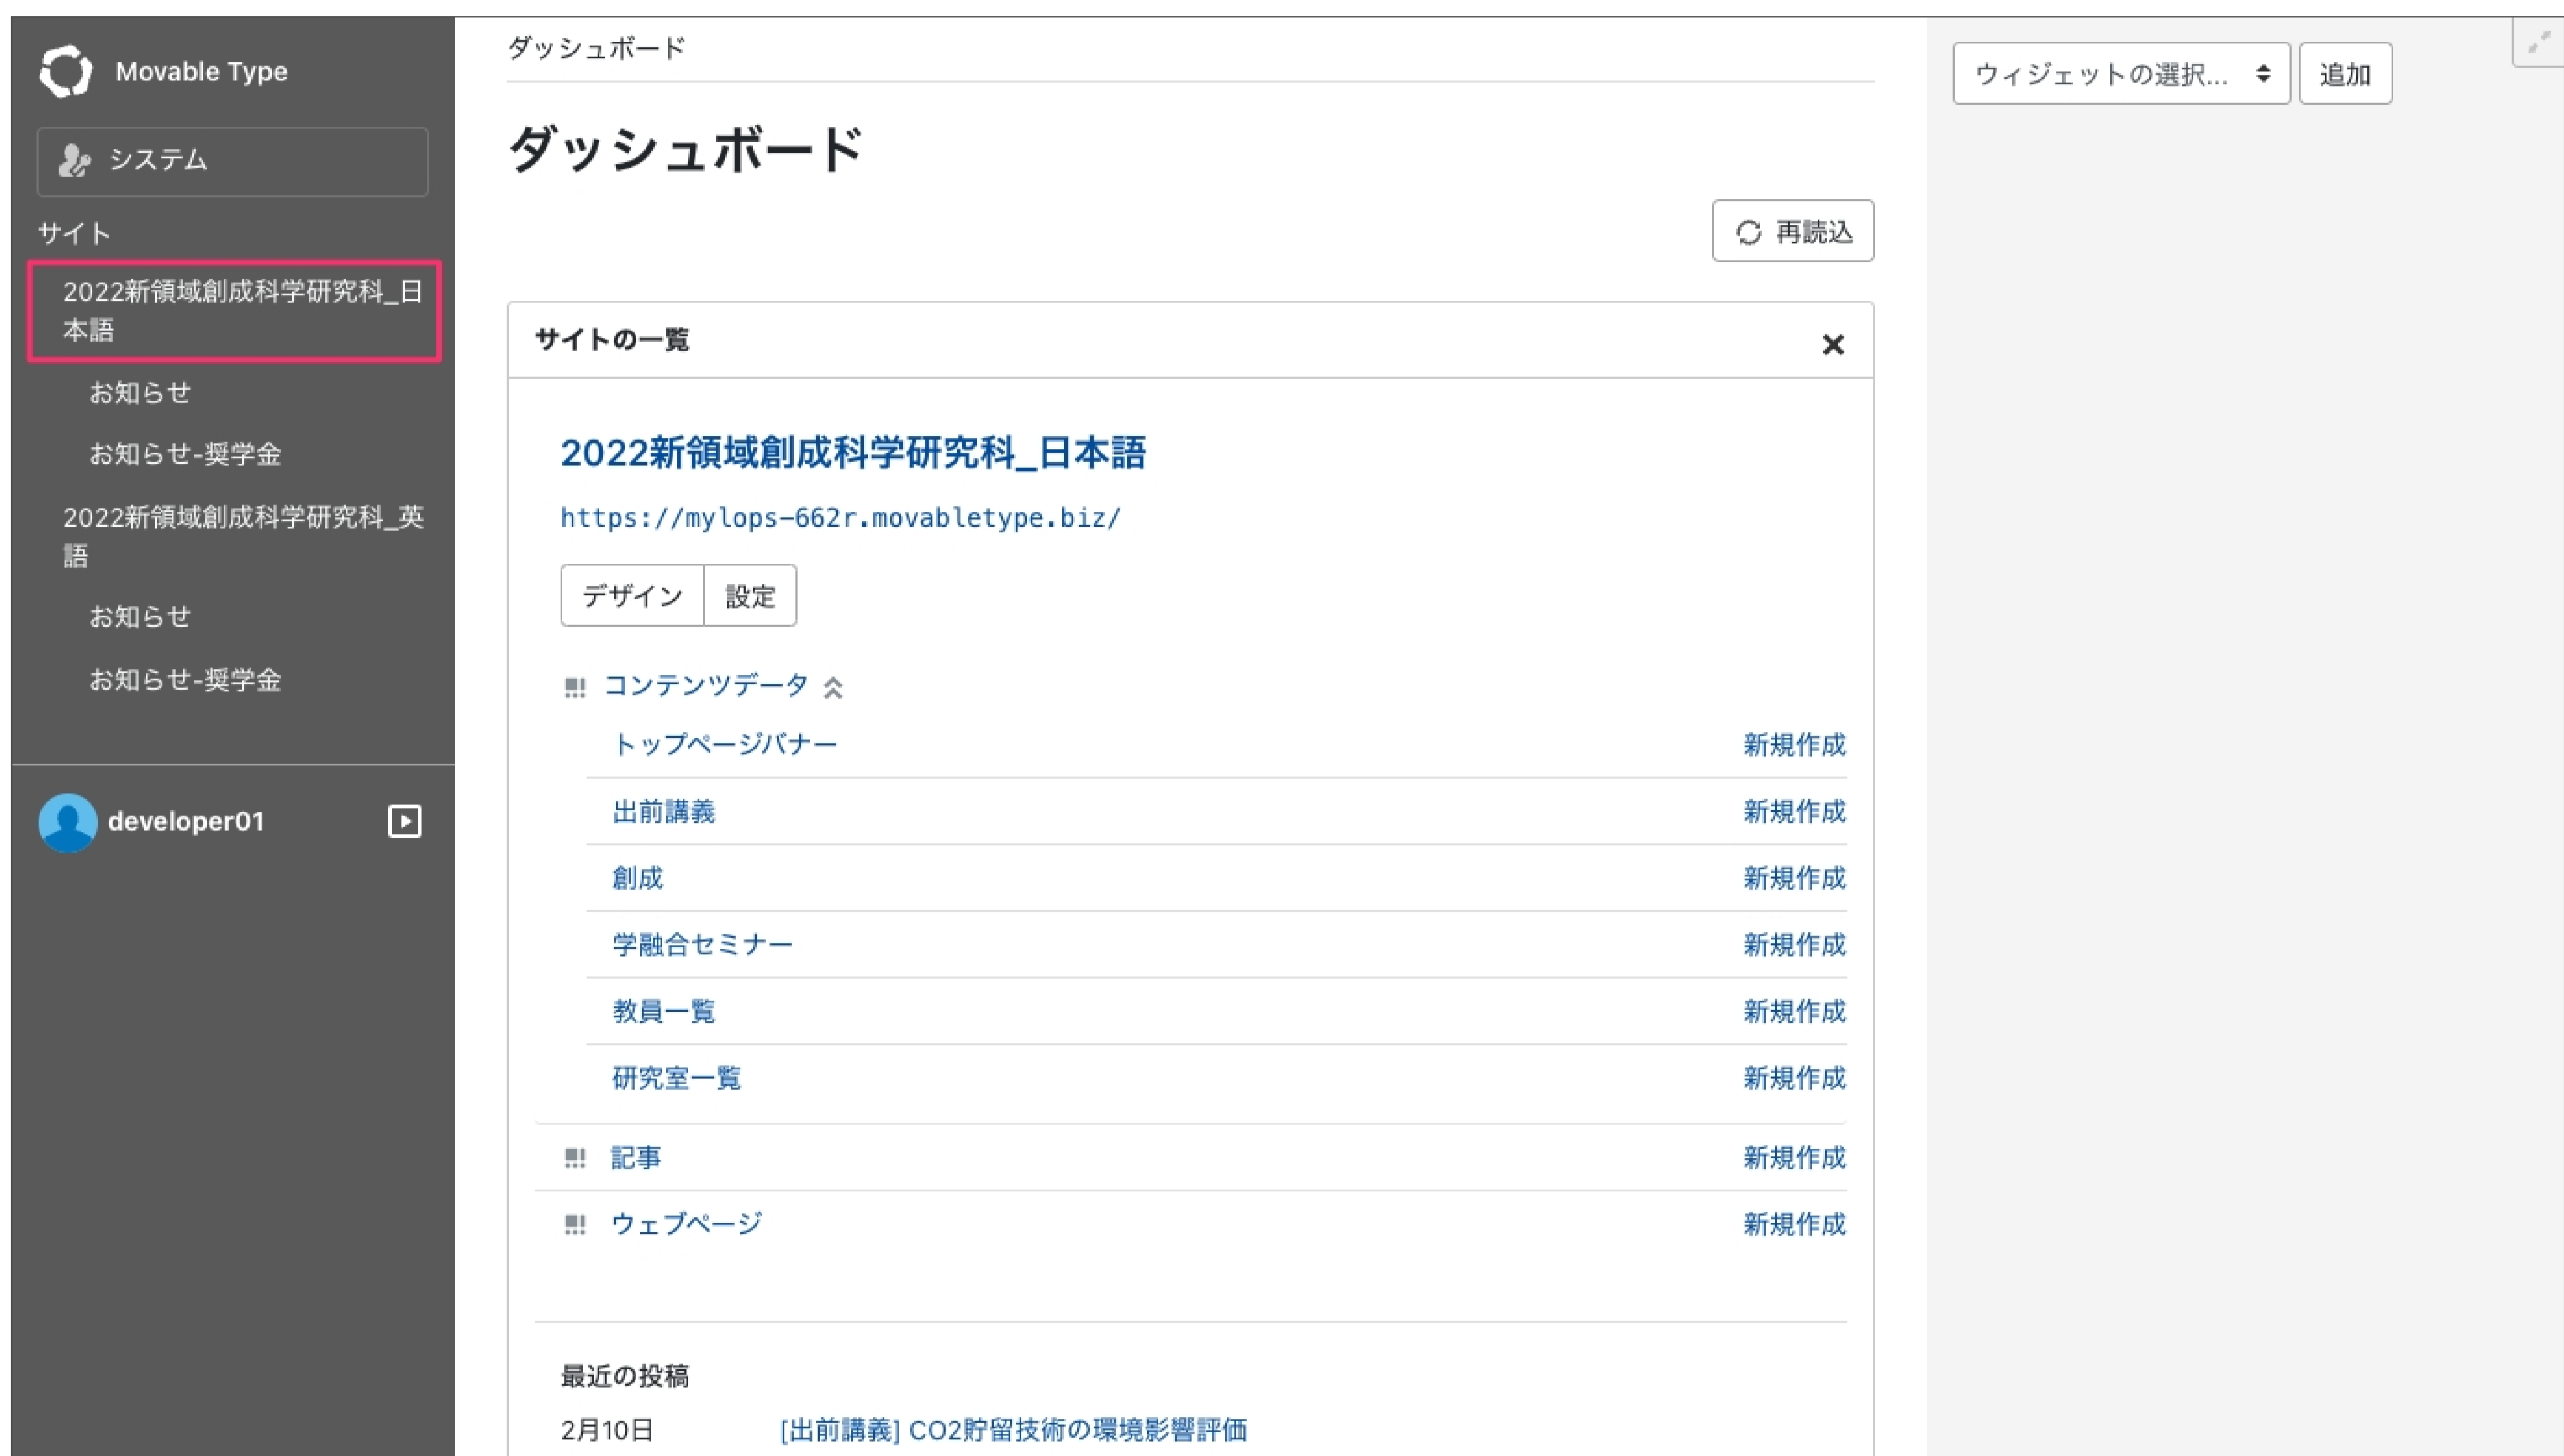 Movable Type
システム
サイト
2022新領域創成科学研究科_日
本語
お知らせ
お知らせ-奨学金
2022新領域創成科学研究科_英
語
お知らせ
お知らせ-奨学金
developer01
ダッシュボード
ダッシュボード
再読込
サイトの一覧
2022新領域創成科学研究科_日本語
https://mylops-662r.movabletype.biz/
デザイン 設定
コンテンツデータ
トップページバナー 新規作成
出前講義 新規作成
創成 新規作成
学融合セミナー 新規作成
教員一覧 新規作成
研究室一覧 新規作成
記事 新規作成
ウェブページ 新規作成
最近の投稿
2月10日 [出前講義] CO2貯留技術の環境影響評価
ウィジェットの選択... 追加